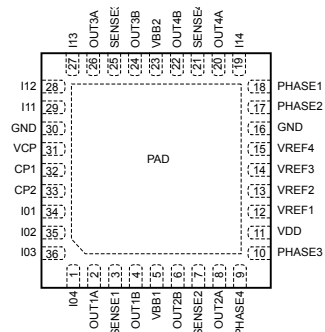 I13
OUT3A
SENSE3
OUT3B
VBB2
OUT4B
SENSE4
OUT4A
I14
27
26
25
24
23
22
21
20
19
I12 28
I11 29
GND 30
VCP 31
CP1 32
CP2 33
I01 34
I02 35
I03 36
PAD
18 PHASE1
17 PHASE2
16 GND
15 VREF4
14 VREF3
13 VREF2
12 VREF1
11 VDD
10 PHASE3
1
2
3
4
5
6
7
8
9
I04
OUT1A
SENSE1
OUT1B
VBB1
OUT2B
SENSE2
OUT2A
PHASE4